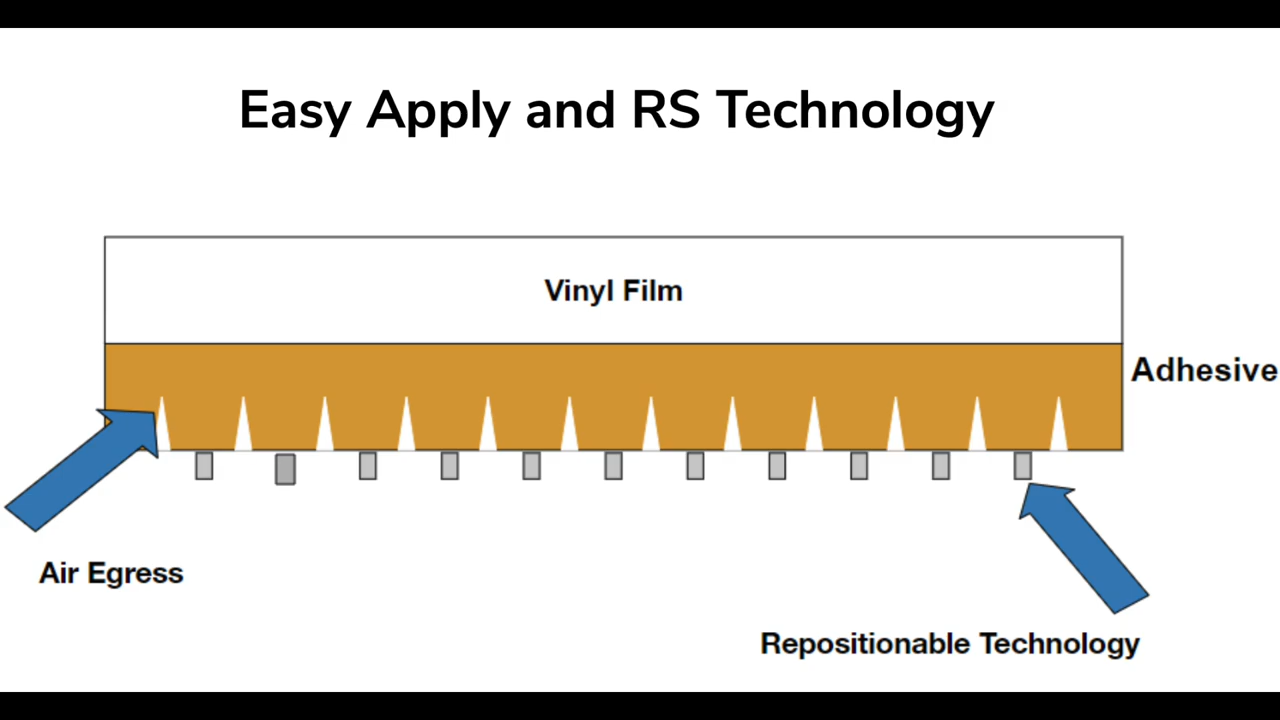 Easy Apply and RS Technology
Vinyl Film
Adhesive
Air Egress
Repositionable Technology